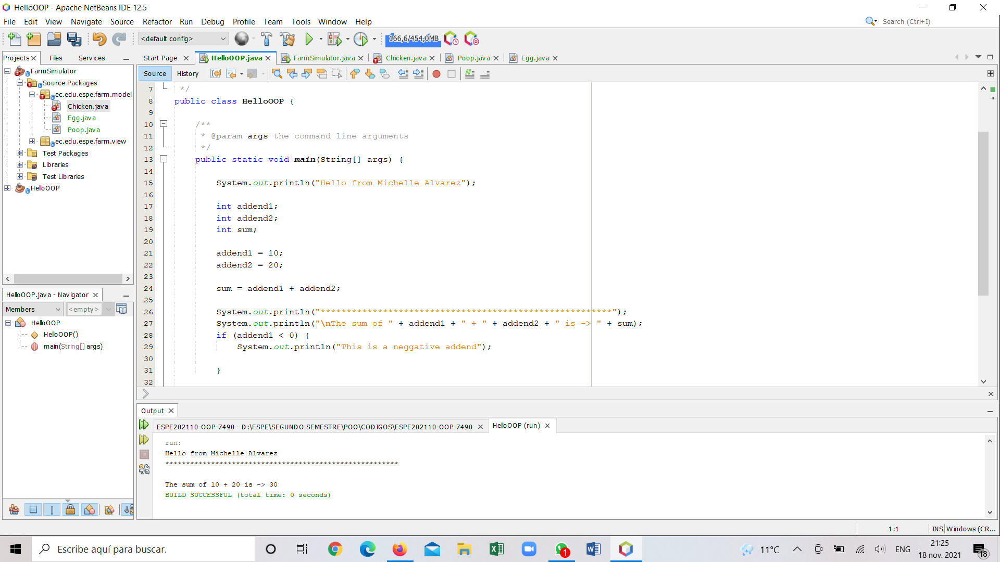 HelloOOP - Apache NetBeans IDE 12.5
File Edit View Navigate Source Refactor Run Debug Profile Team Tools Window Help
Search (Ctrl+I)
<default config>
166,6/454,0MB
Projects Files Services
Start Page HelloOOP.java FarmSimulator.java Chicken.java Poop.java Egg.java
FarmSimulator
Source Packages
ec.edu.espe.farm.model
Chicken.java
Egg.java
Poop.java
ec.edu.espe.farm.view
Test Packages
Libraries
Test Libraries
HelloOOP
Source History
7 */
8 public class HelloOOP {
9
10 /**
11 * @param args the command line arguments
12 */
13 public static void main(String[] args) {
14
15 System.out.println("Hello from Michelle Alvarez");
16
17 int addend1;
18 int addend2;
19 int sum;
20
21 addend1 = 10;
22 addend2 = 20;
23
24 sum = addend1 + addend2;
25
26 System.out.println("********************************************************");
27 System.out.println("\nThe sum of " + addend1 + " + " + addend2 + " is -> " + sum);
28 if (addend1 < 0) {
29 System.out.println("This is a neggative addend");
30
31 }
32
HelloOOP.java - Navigator
Members <empty>
HelloOOP
HelloOOP()
main(String[] args)
Output
ESPE202110-OOP-7490 - D:\ESPE\SEGUNDO SEMESTRE\POO\CODIGOS\ESPE202110-OOP-7490 HelloOOP (run)
run:
Hello from Michelle Alvarez
********************************************************
The sum of 10 + 20 is -> 30
BUILD SUCCESSFUL (total time: 0 seconds)
1:1 INS Windows (CR...
Escribe aquí para buscar.
1
11°C
ENG
21:25
18 nov. 2021
18